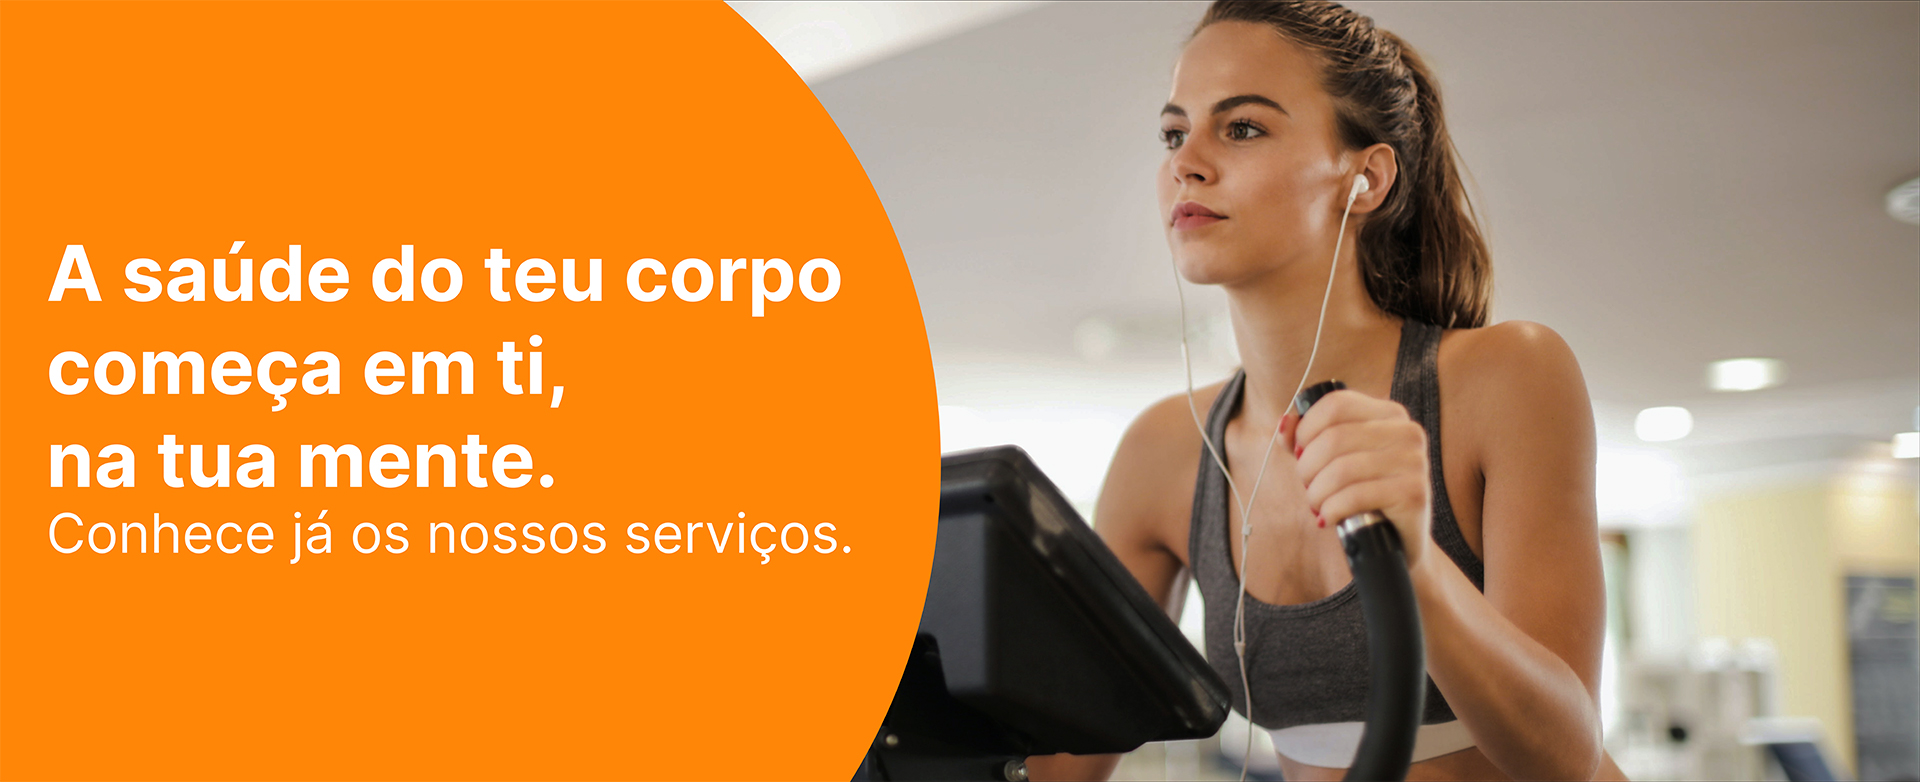 A saúde do teu corpo
começa em ti,
na tua mente.
Conhece já os nossos serviços.